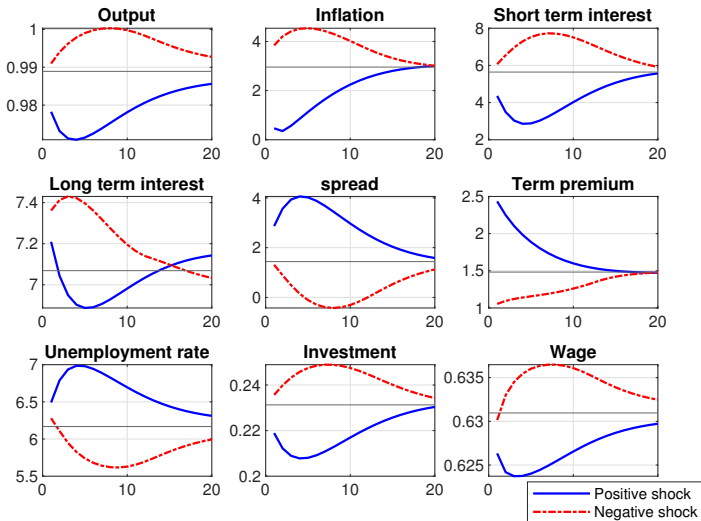 Output
Inflation
Short term interest
1
0.99
0.98
0 10 20
4
2
0
0 10 20
8
6
4
2
0 10 20
Long term interest
spread
Term premium
7.4
7.2
7
0 10 20
4
2
0
0 10 20
2.5
2
1.5
1
0 10 20
Unemployment rate
Investment
Wage
7
6.5
6
5.5
0 10 20
0.24
0.22
0.2
0 10 20
0.635
0.63
0.625
0 10 20
Positive shock
Negative shock